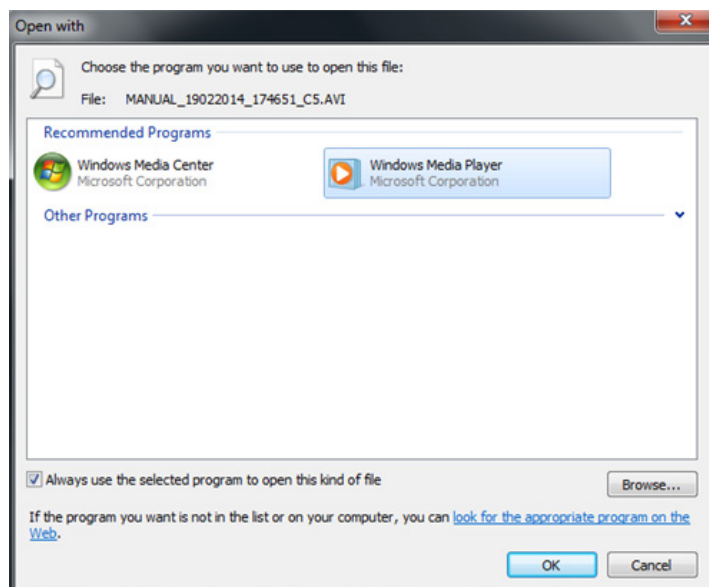 Open with
Choose the program you want to use to open this file:
File: MANUAL_19022014_174651_C5.AVI
Recommended Programs
Windows Media Center
Microsoft Corporation
Windows Media Player
Microsoft Corporation
Other Programs
Always use the selected program to open this kind of file
Browse...
If the program you want is not in the list or on your computer, you can look for the appropriate program on the
Web.
OK
Cancel